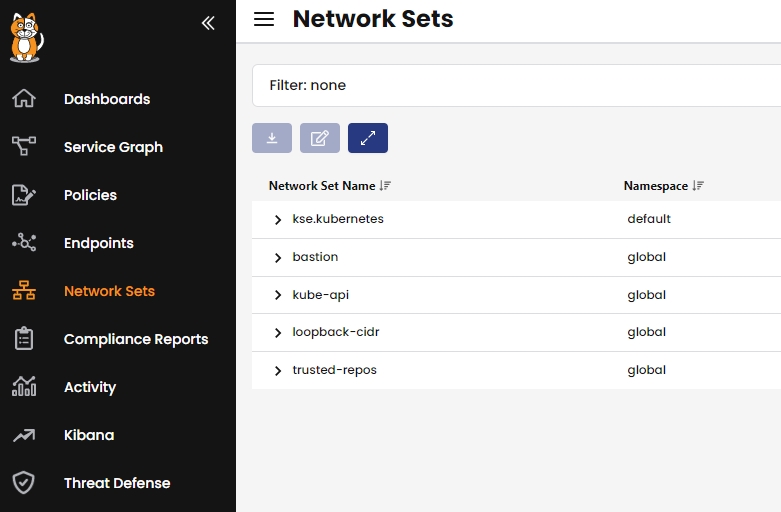 Network Sets
Dashboards
Service Graph
Policies
Endpoints
Network Sets
Compliance Reports
Activity
Kibana
Threat Defense
Filter: none
Network Set Name Namespace
kse.kubernetes default
bastion global
kube-api global
loopback-cidr global
trusted-repos global